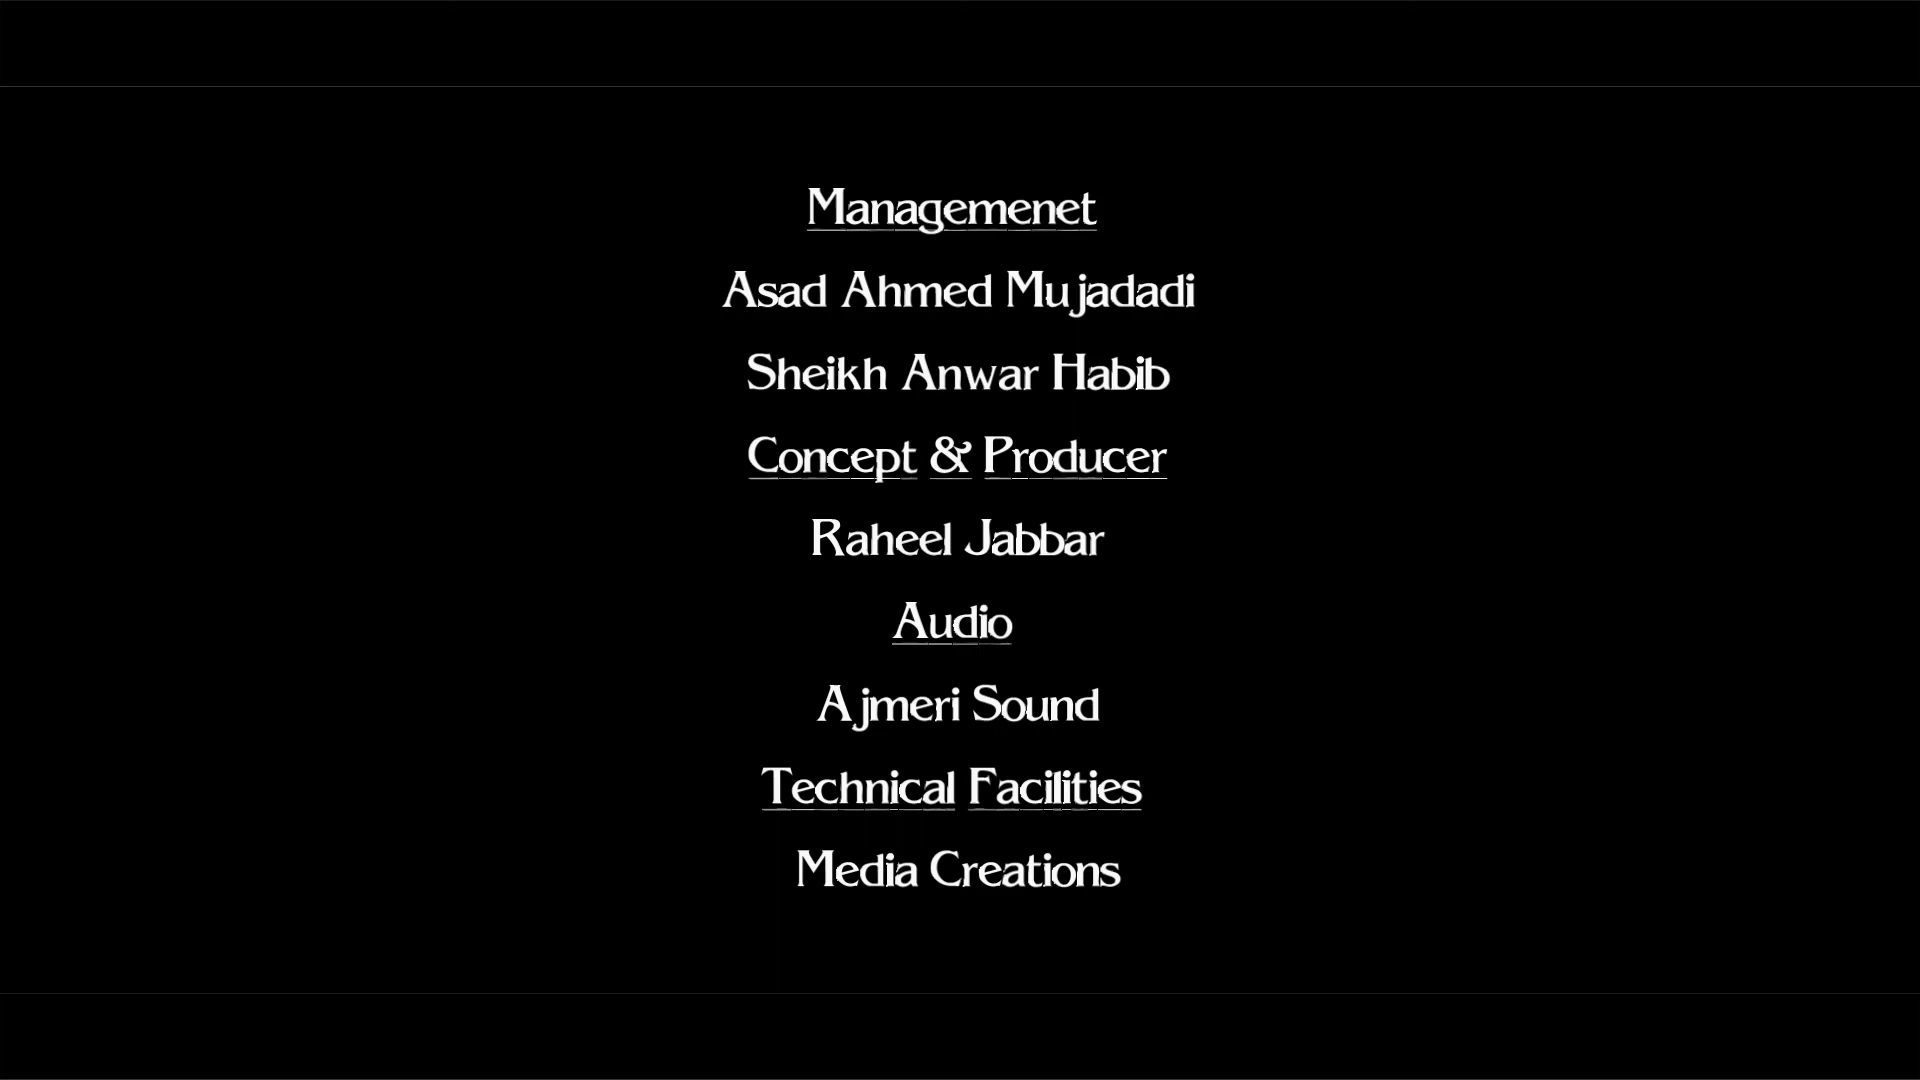 Managemenet
Asad Ahmed Mujadadi
Sheikh Anwar Habib
Concept & Producer
Raheel Jabbar
Audio
Ajmeri Sound
Technical Facilities
Media Creations